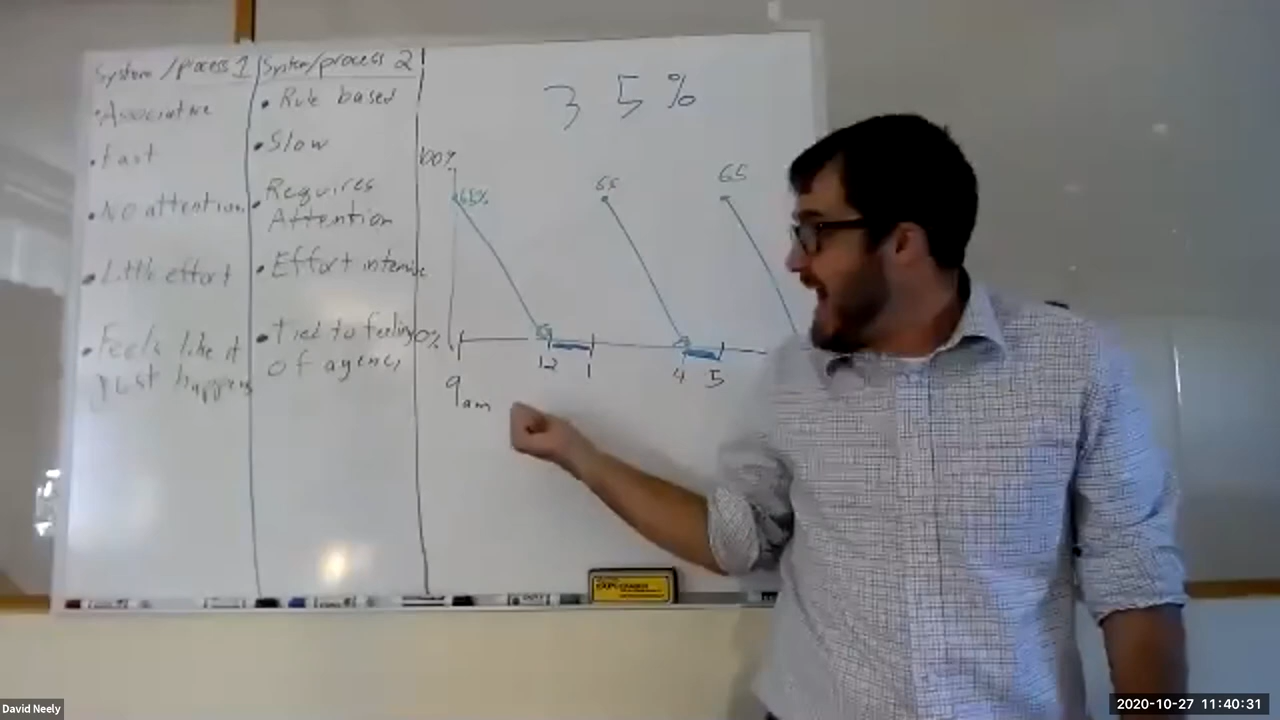 System/process 1
• Associative
• Fast
• No attention
• Little effort
• Feels like it
just happens
System/process 2
• Rule based
• Slow
• Requires
Attention
• Effort intensive
• Tied to feeling
of agency
35%
100%
65%
65
65
0%
12
1
4
5
9am
David Neely
2020-10-27 11:40:31